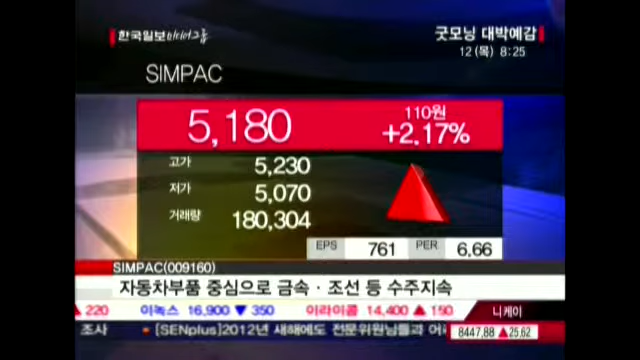 한국일보 미디어그룹
굿모닝 대박예감
12 (목) 8:25
SIMPAC
5,180
110원
+2.17%
고가 5,230
저가 5,070
거래량 180,304
EPS 761 PER 6.66
SIMPAC(009160)
자동차부품 중심으로 금속 · 조선 등 수주지속
▲ 220 이녹스 16,900 ▼ 350 이라이콤 14,400 ▲ 150 니케이
조사 [SENplus]2012년 새해에도 전문위원님들과 8447.88 ▲25.62